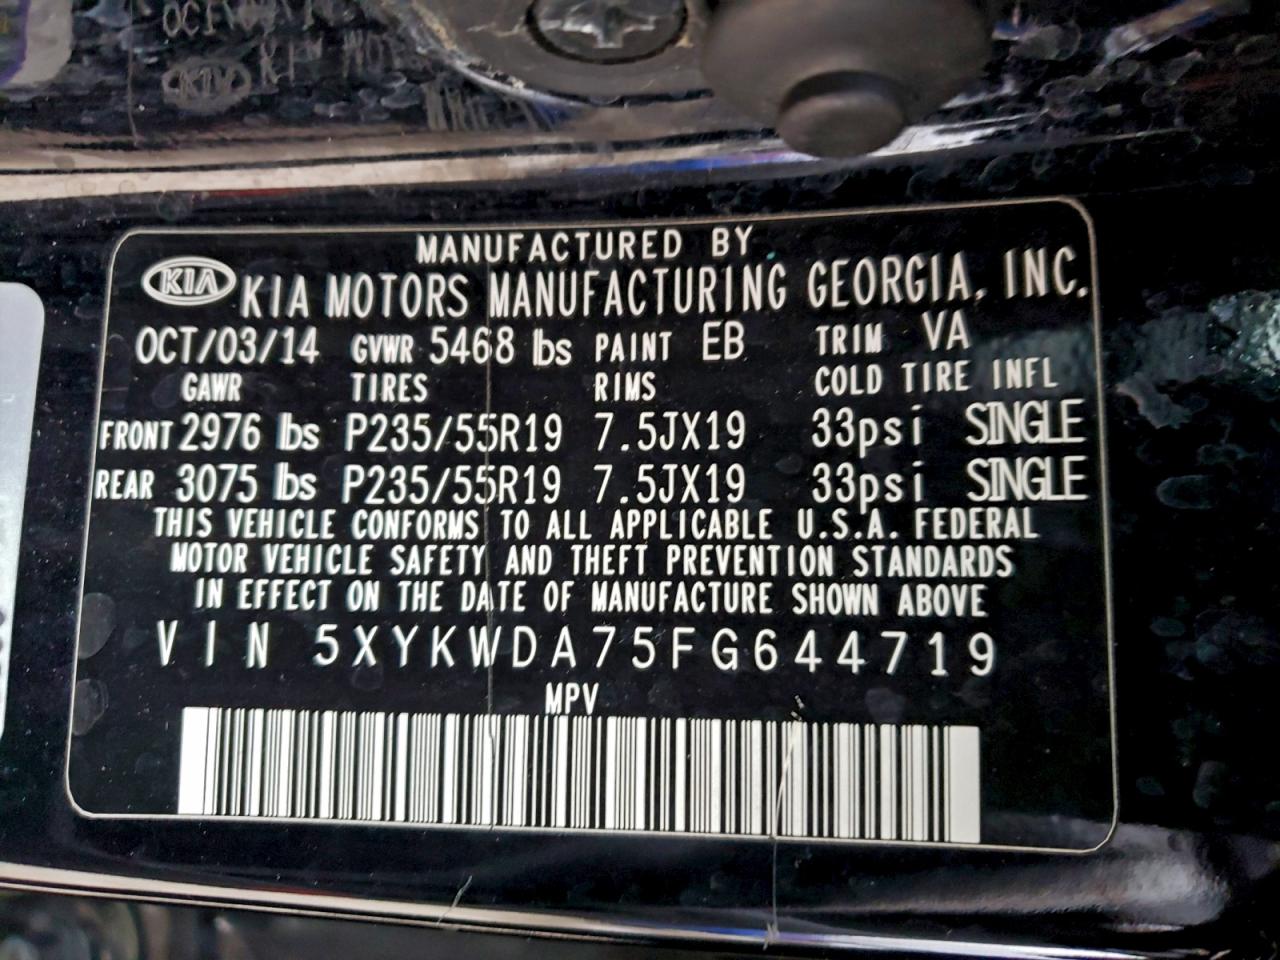 MANUFACTURED BY
KIA KIA MOTORS MANUFACTURING GEORGIA, INC.
OCT/03/14 GVWR 5468 lbs PAINT EB TRIM VA
GAWR TIRES RIMS COLD TIRE INFL
FRONT 2976 lbs P235/55R19 7.5JX19 33psi SINGLE
REAR 3075 lbs P235/55R19 7.5JX19 33psi SINGLE
THIS VEHICLE CONFORMS TO ALL APPLICABLE U.S.A. FEDERAL
MOTOR VEHICLE SAFETY AND THEFT PREVENTION STANDARDS
IN EFFECT ON THE DATE OF MANUFACTURE SHOWN ABOVE
VIN 5XYKWDA75FG644719
MPV